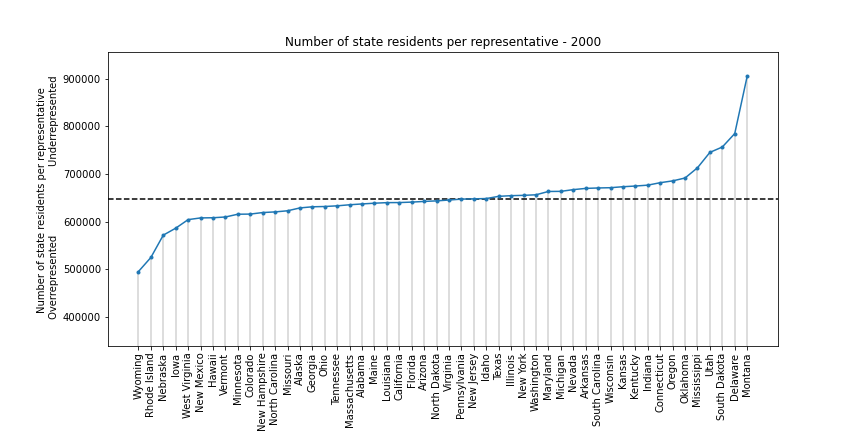 Number of state residents per representative - 2000
Number of state residents per representative
Overrepresented Underrepresented
900000
800000
700000
600000
500000
400000
Wyoming
Rhode Island
Nebraska
Iowa
West Virginia
New Mexico
Hawaii
Vermont
Minnesota
Colorado
New Hampshire
North Carolina
Missouri
Alaska
Georgia
Ohio
Tennessee
Massachusetts
Alabama
Maine
Louisiana
California
Florida
Arizona
North Dakota
Virginia
Pennsylvania
New Jersey
Idaho
Texas
Illinois
New York
Washington
Maryland
Michigan
Nevada
Arkansas
South Carolina
Wisconsin
Kansas
Kentucky
Indiana
Connecticut
Oregon
Oklahoma
Mississippi
Utah
South Dakota
Delaware
Montana